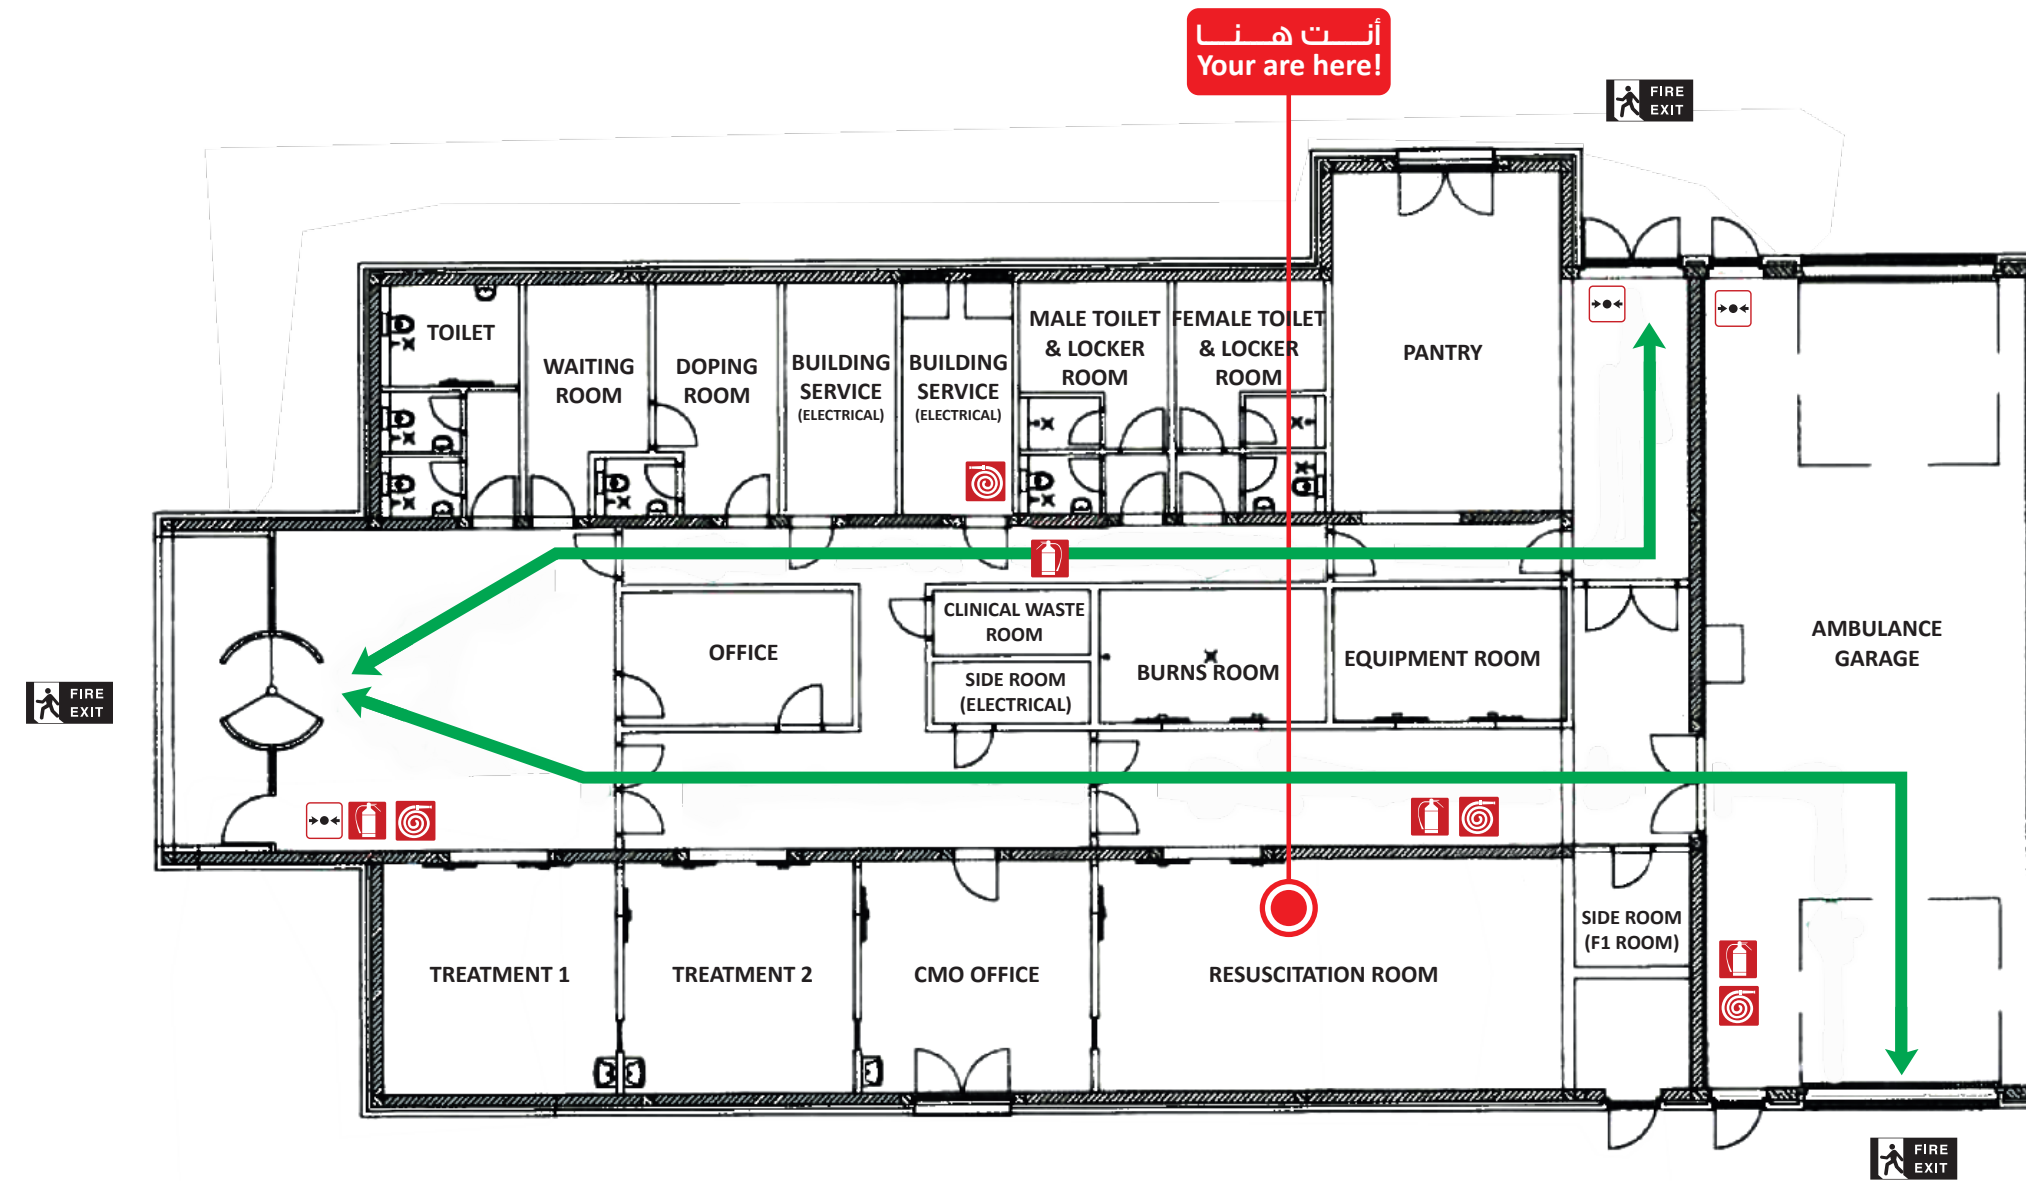 أنت هنا
Your are here!
FIRE
EXIT
TOILET
WAITING
ROOM
DOPING
ROOM
BUILDING
SERVICE
(ELECTRICAL)
BUILDING
SERVICE
(ELECTRICAL)
MALE TOILET
& LOCKER
ROOM
FEMALE TOILET
& LOCKER
ROOM
PANTRY
OFFICE
CLINICAL WASTE
ROOM
SIDE ROOM
(ELECTRICAL)
BURNS ROOM
EQUIPMENT ROOM
AMBULANCE
GARAGE
FIRE
EXIT
TREATMENT 1
TREATMENT 2
CMO OFFICE
RESUSCITATION ROOM
SIDE ROOM
(F1 ROOM)
FIRE
EXIT